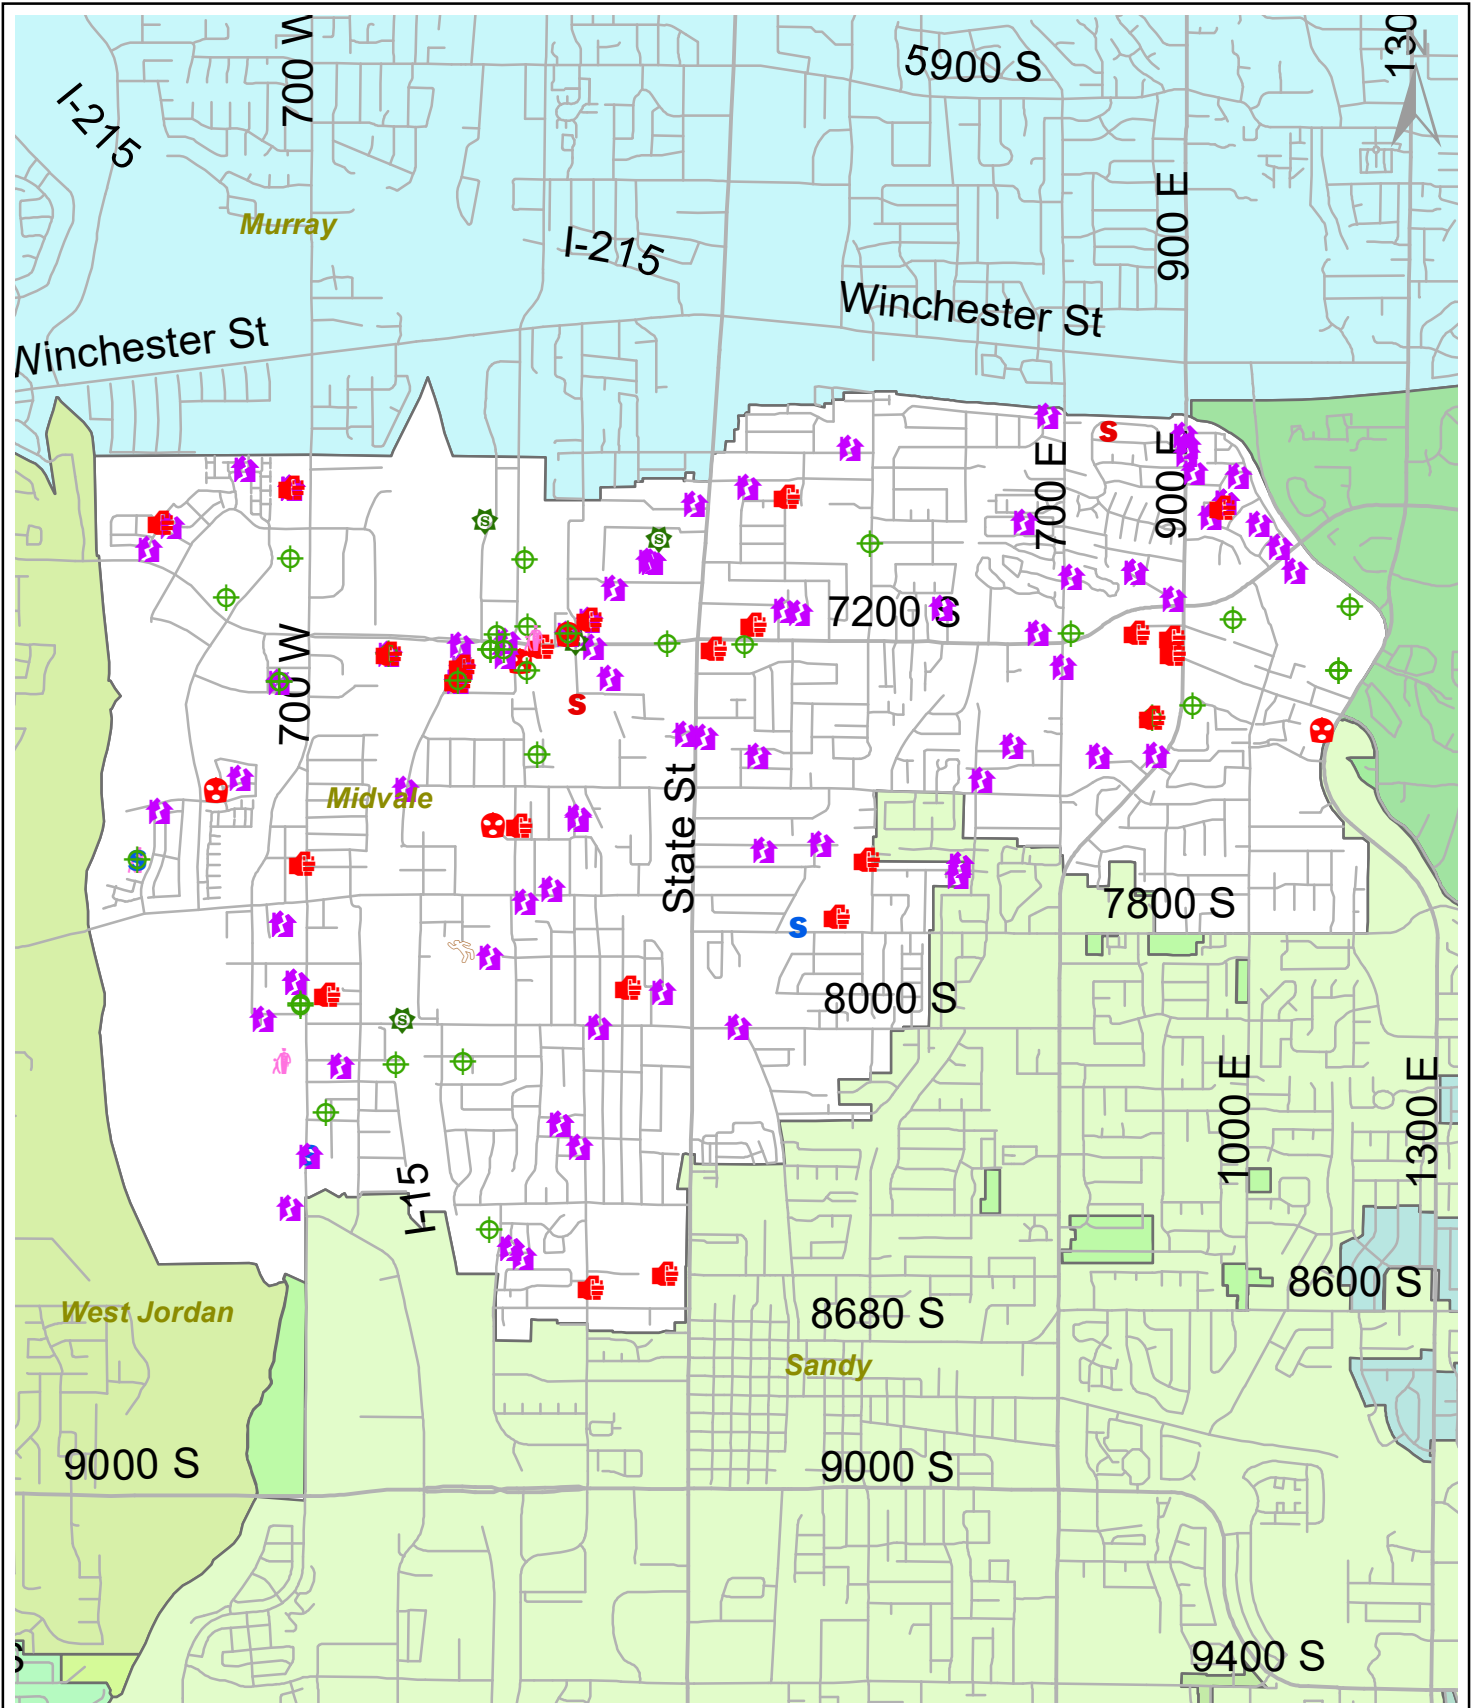 700 W
5900 S
130
I-215
Murray
900 E
I-215
Winchester St
Winchester St
700 E
900 E
7200 S
700 W
Midvale
State St
7800 S
8000 S
1000 E
1300 E
I-15
8600 S
West Jordan
8680 S
Sandy
9000 S
9000 S
9400 S
S
S
S
S
S
S